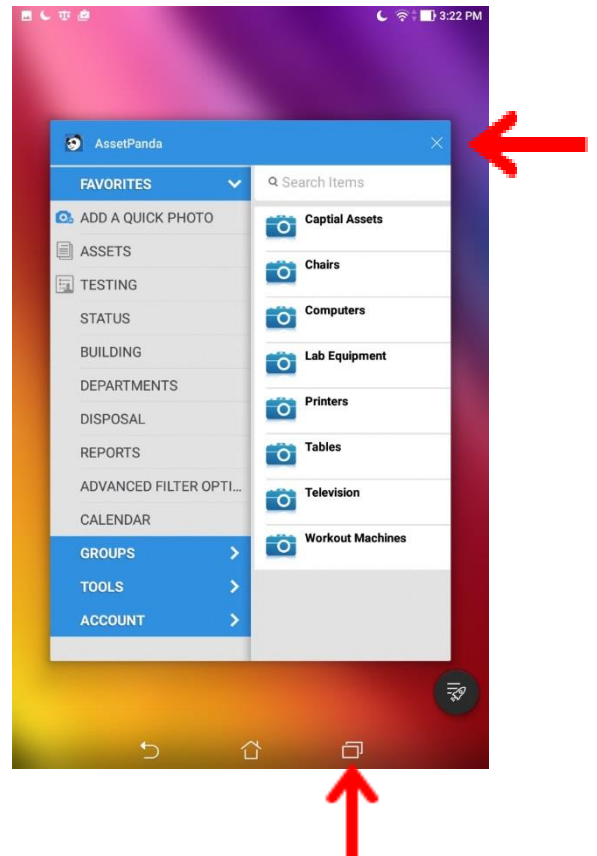 3:22 PM
AssetPanda
FAVORITES
ADD A QUICK PHOTO
ASSETS
TESTING
STATUS
BUILDING
DEPARTMENTS
DISPOSAL
REPORTS
ADVANCED FILTER OPTI...
CALENDAR
GROUPS
TOOLS
ACCOUNT
Search Items
Captial Assets
Chairs
Computers
Lab Equipment
Printers
Tables
Television
Workout Machines